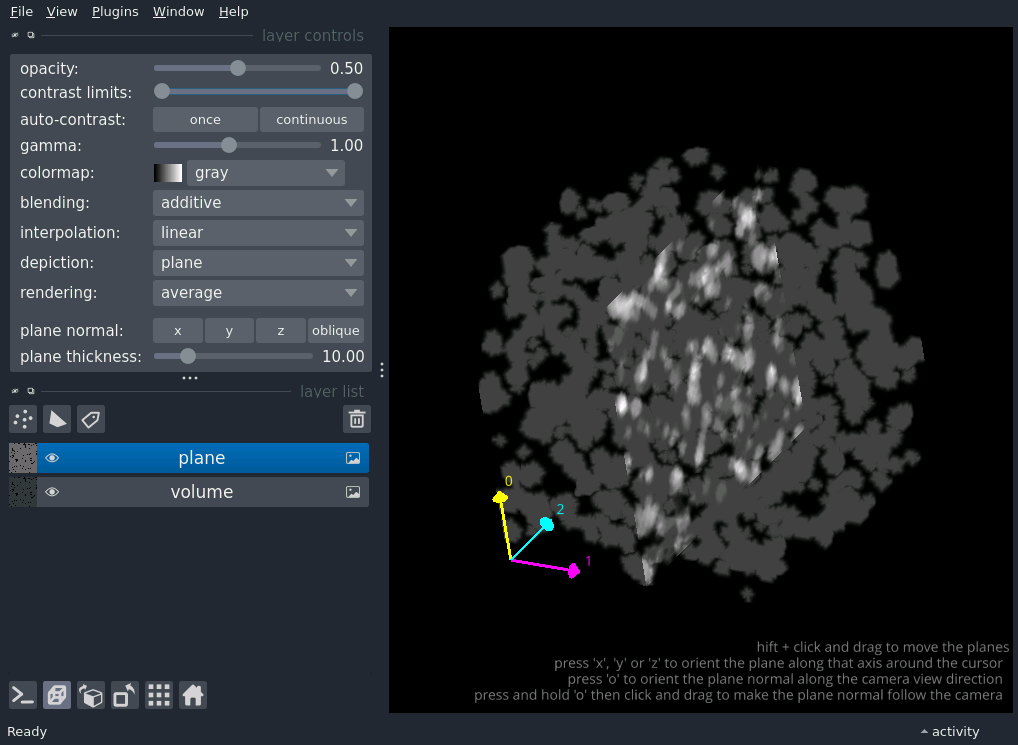 File View Plugins Window Help
layer controls
opacity: 0.50
contrast limits:
auto-contrast: once continuous
gamma: 1.00
colormap: gray
blending: additive
interpolation: linear
depiction: plane
rendering: average
plane normal: x y z oblique
plane thickness: 10.00
layer list
plane
volume
0
2
1
hift + click and drag to move the planes
press 'x', 'y' or 'z' to orient the plane along that axis around the cursor
press 'o' to orient the plane normal along the camera view direction
press and hold 'o' then click and drag to make the plane normal follow the camera
Ready activity